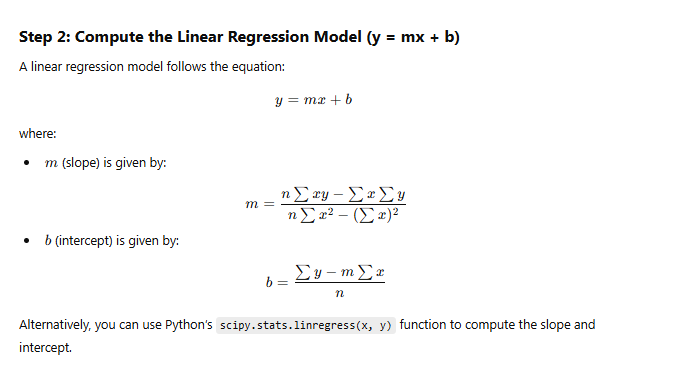 Step 2: Compute the Linear Regression Model (y = mx + b)
A linear regression model follows the equation:
y = mx + b
where:
• m (slope) is given by:
m = \frac{n \sum xy - \sum x \sum y}{n \sum x^2 - (\sum x)^2}
• b (intercept) is given by:
b = \frac{\sum y - m \sum x}{n}
Alternatively, you can use Python's scipy.stats.linregress(x, y) function to compute the slope and
intercept.